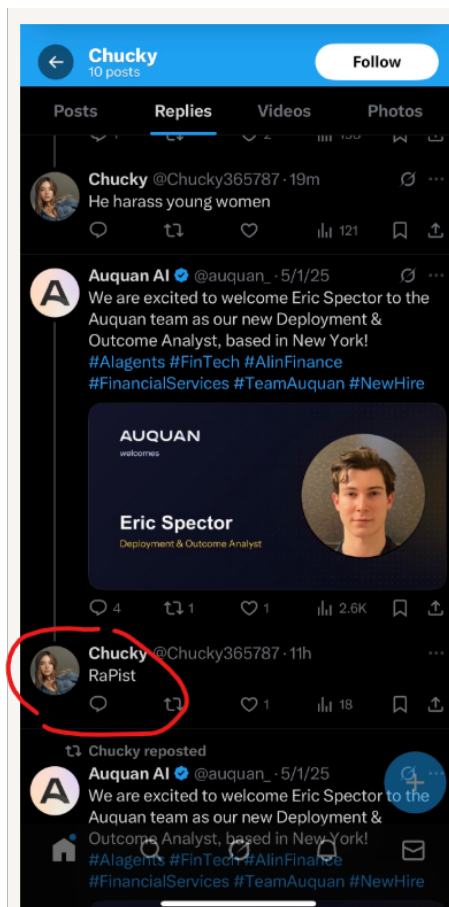 Chucky
10 posts
Follow
Posts Replies Videos Photos
Chucky @Chucky365787 · 19m
He harass young women
121
Auquan AI @auquan_ · 5/1/25
We are excited to welcome Eric Spector to the
Auquan team as our new Deployment &
Outcome Analyst, based in New York!
#AIagents #FinTech #AIinFinance
#FinancialServices #TeamAuquan #NewHire
AUQUAN
welcomes
Eric Spector
Deployment & Outcome Analyst
4 1 1 2.6K
Chucky @Chucky365787 · 11h
RaPist
1 18
Chucky reposted
Auquan AI @auquan_ · 5/1/25
We are excited to welcome Eric Spector to the
Auquan team as our new Deployment &
Outcome Analyst, based in New York!
#AIagents #FinTech #AIinFinance
#FinancialServices #TeamAuquan #NewHire